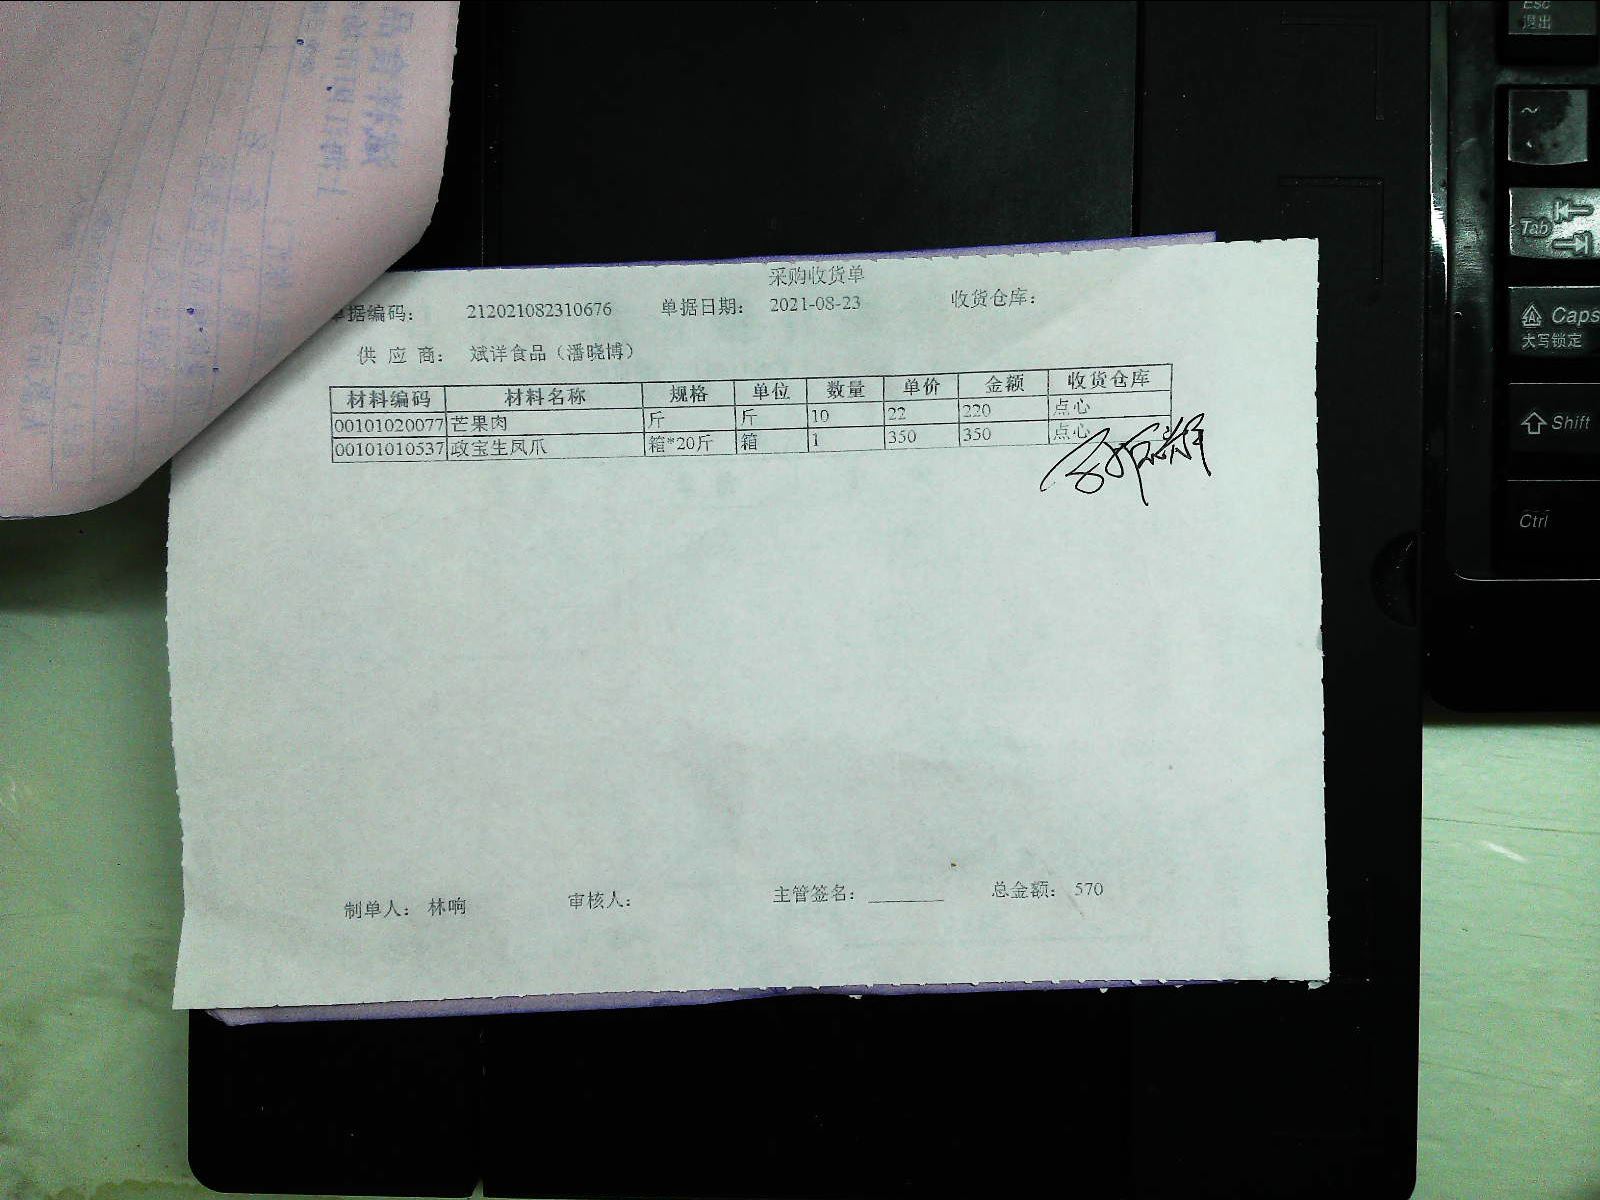 采购收货单
单据编码： 212021082310676 单据日期： 2021-08-23 收货仓库：
供 应 商： 斌洋食品（潘晓博）
材料编码 材料名称 规格 单位 数量 单价 金额 收货仓库
00101020077 芒果肉 斤 斤 10 22 220 点心
00101010537 政宝生凤爪 箱*20斤 箱 1 350 350 点心
制单人： 林响 审核人： 主管签名： 总金额： 570
Esc
退出
~
Tab
Caps
大写锁定
Shift
Ctrl